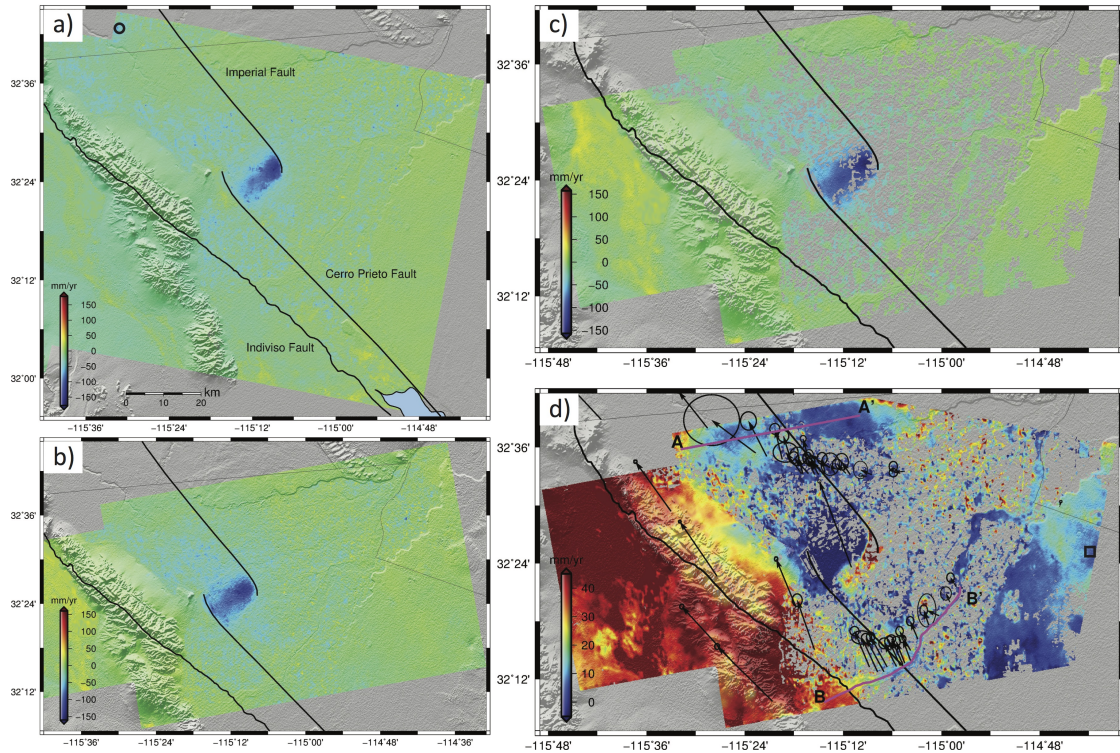 a)
Imperial Fault
32°36'
32°24'
32°12'
32°00'
Cerro Prieto Fault
Indiviso Fault
mm/yr
150
100
50
0
−50
−100
−150
0 10 20
km
−115°36' −115°24' −115°12' −115°00' −114°48'
b)
32°36'
32°24'
32°12'
mm/yr
150
100
50
0
−50
−100
−150
−115°36' −115°24' −115°12' −115°00' −114°48' −114°36'
c)
32°36'
32°24'
32°12'
mm/yr
150
100
50
0
−50
−100
−150
−115°48' −115°36' −115°24' −115°12' −115°00' −114°48'
d)
A A'
B B'
32°36'
32°24'
32°12'
mm/yr
40
30
20
10
0
−115°48' −115°36' −115°24' −115°12' −115°00' −114°48'